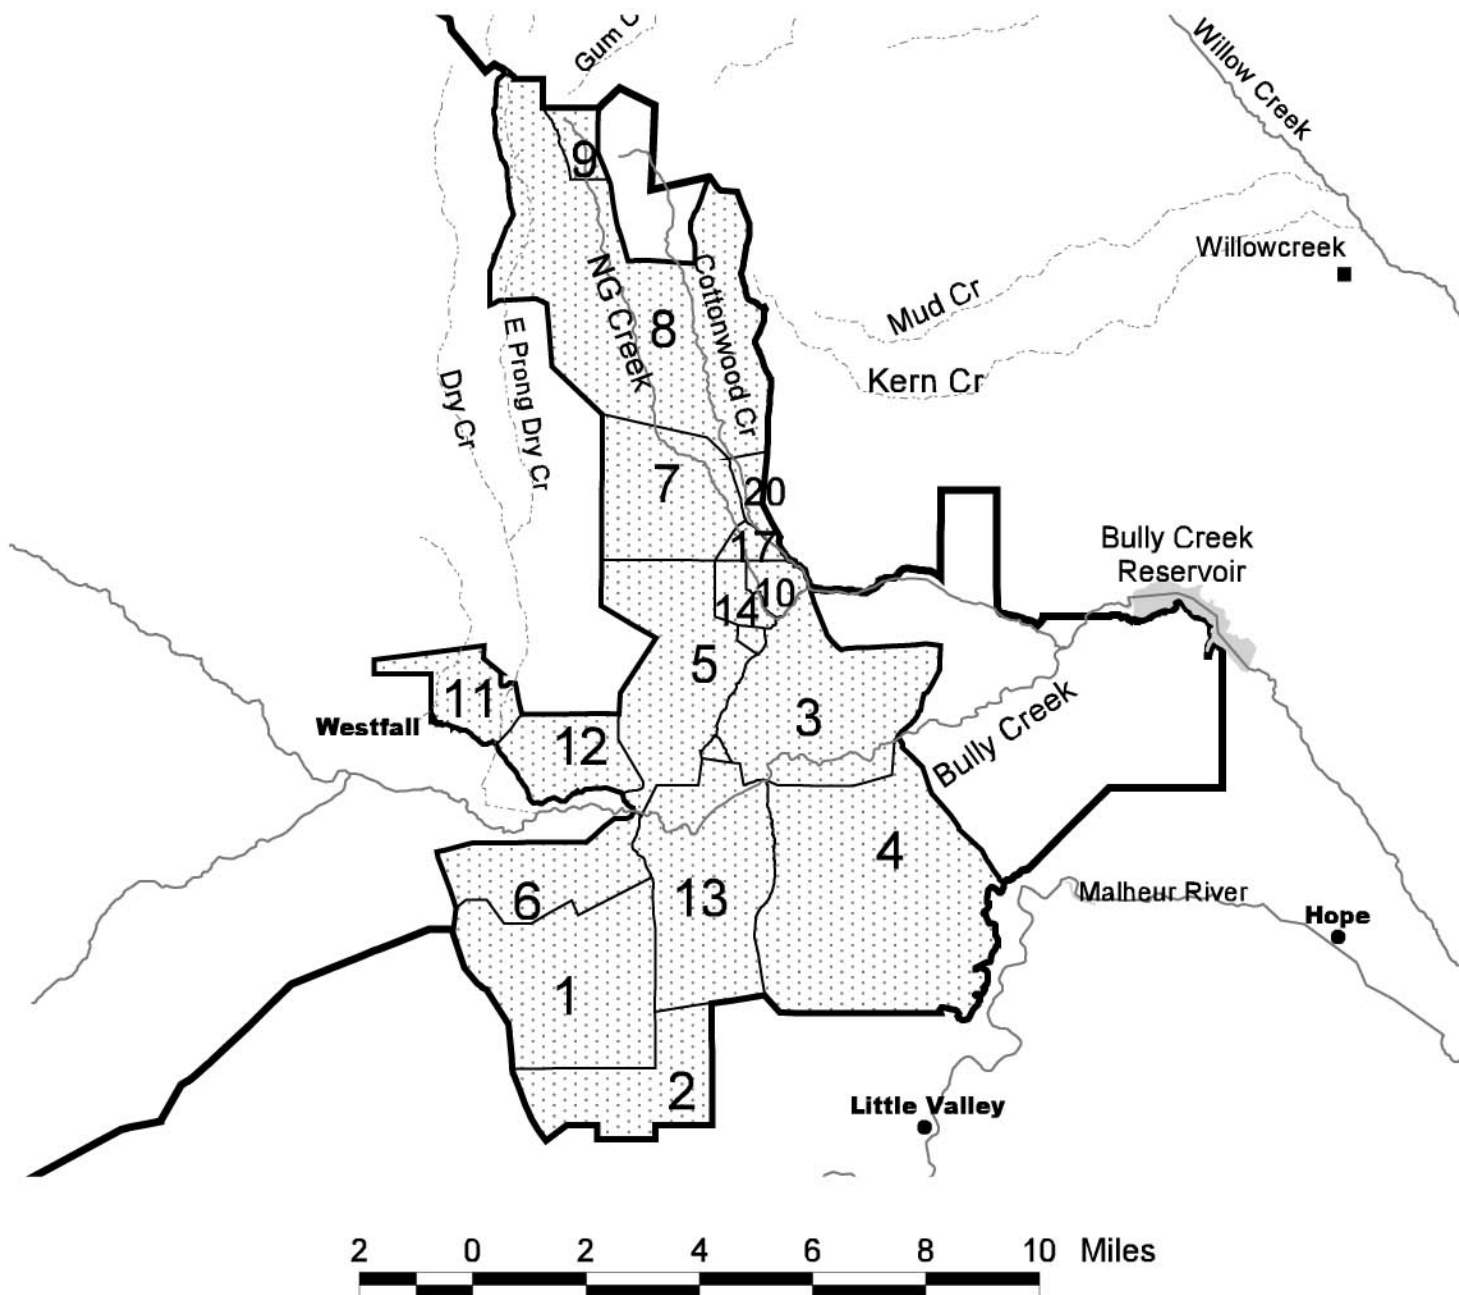 Gum C
Willow Creek
9
Willowcreek
NG Creek
Cottonwood Cr
Mud Cr
8
E Prong Dry Cr
Kern Cr
Dry Cr
7
20
17
Bully Creek
Reservoir
10
14
5
11
3
Westfall
12
Bully Creek
4
6
13
Malheur River
Hope
1
2
Little Valley
2 0 2 4 6 8 10 Miles